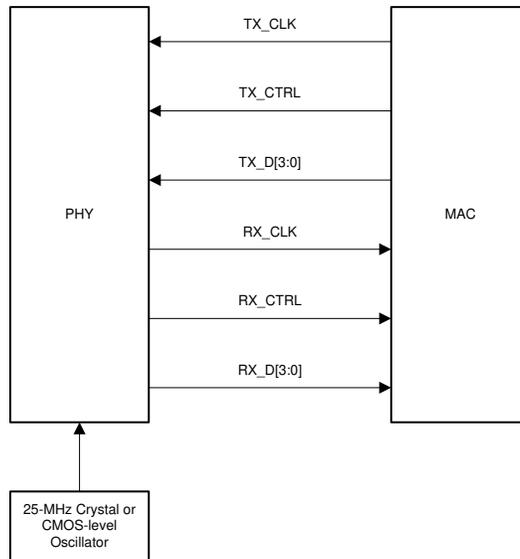 TX_CLK
TX_CTRL
TX_D[3:0]
PHY
MAC
RX_CLK
RX_CTRL
RX_D[3:0]
25-MHz Crystal or
CMOS-level
Oscillator